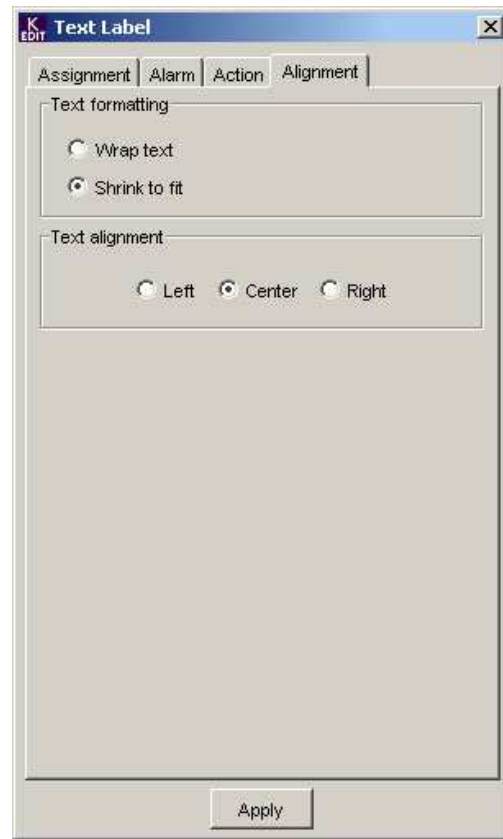 K EDIT Text Label
Assignment Alarm Action Alignment
Text formatting
Wrap text
Shrink to fit
Text alignment
Left Center Right
Apply